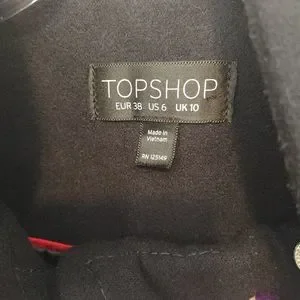 TOPSHOP
EUR 38 US 6 UK 10
Made in
Vietnam
RN 125149